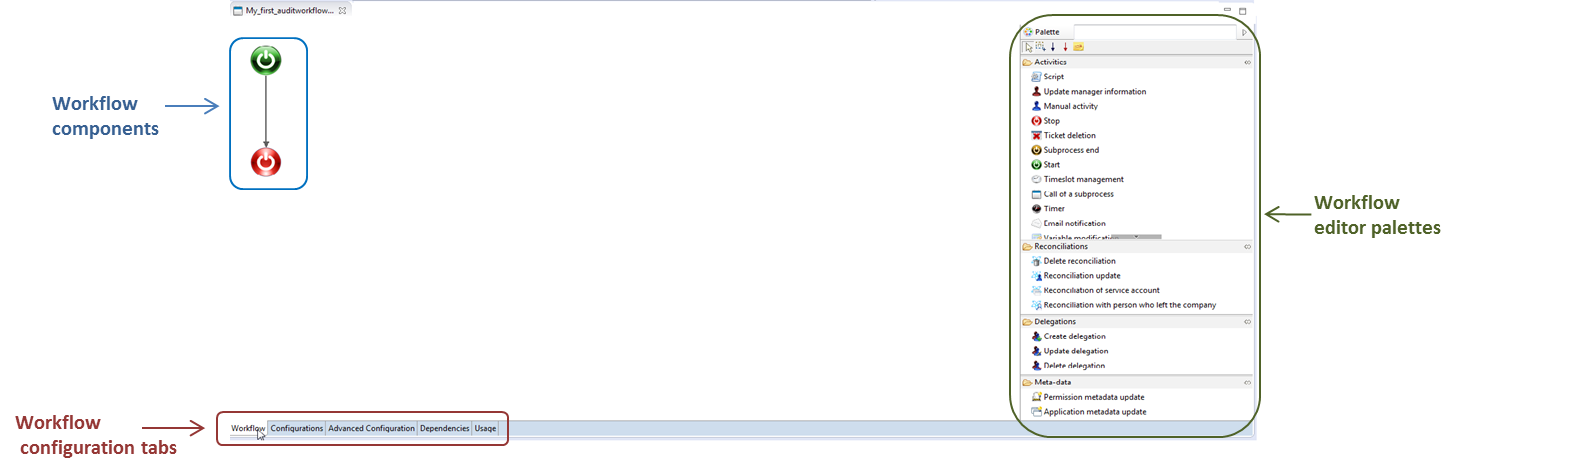 My_first_auditworkflow...
Workflow
components
Palette
Activities
Script
Update manager information
Manual activity
Stop
Ticket deletion
Subprocess end
Start
Timeslot management
Call of a subprocess
Timer
Email notification
Variable
Reconciliations
Delete reconciliation
Reconciliation update
Reconciliation of service account
Reconciliation with person who left the company
Delegations
Create delegation
Update delegation
Delete delegation
Meta-data
Permission metadata update
Application metadata update
Workflow
editor palettes
Workflow
configuration tabs
Workflow Configurations Advanced Configuration Dependencies Usage